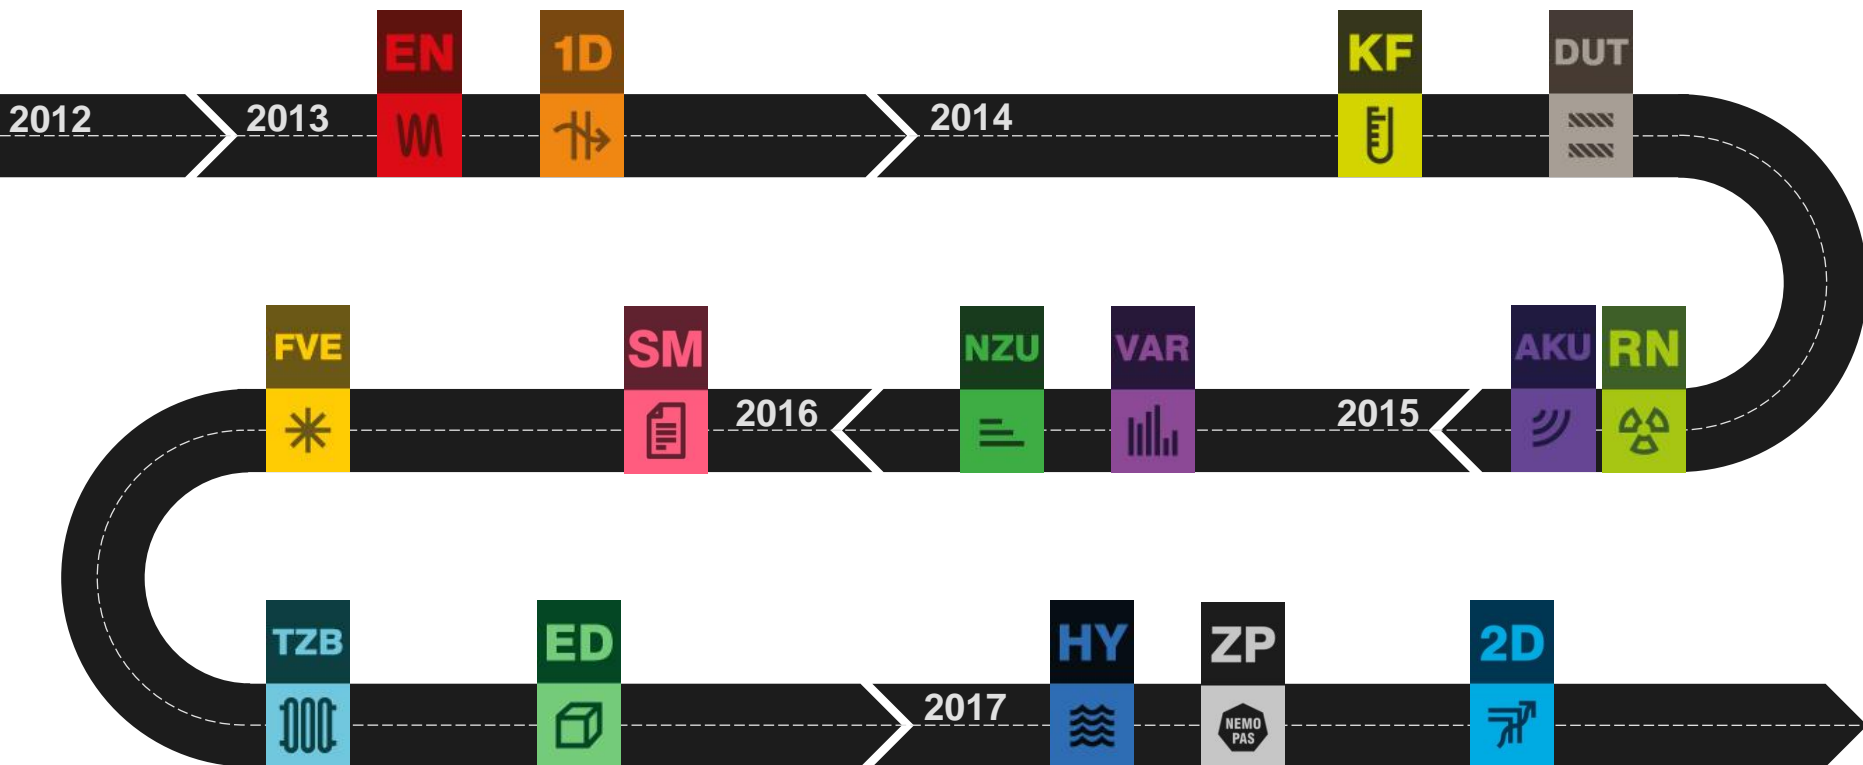 EN
1D
KF
DUT
2012
2013
2014
FVE
SM
NZU
VAR
AKU
RN
2016
2015
TZB
ED
HY
ZP
2D
2017
NEMO
PAS